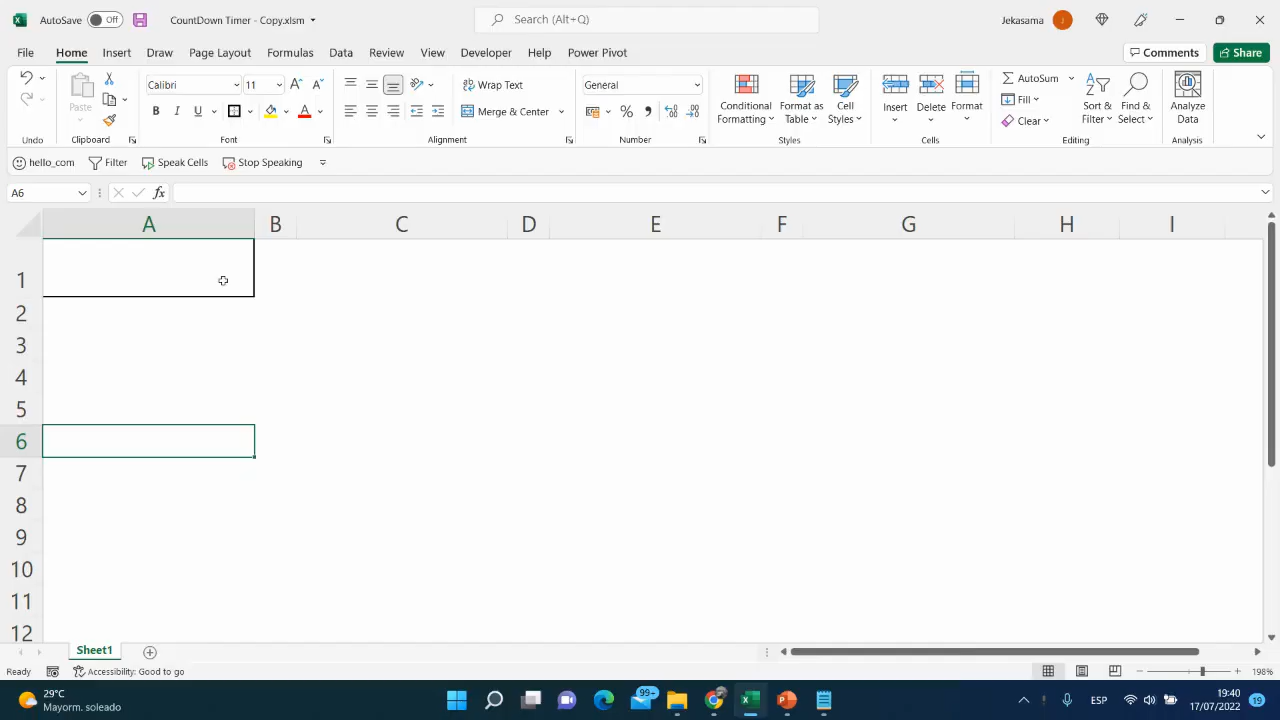 AutoSave Off CountDown Timer - Copy.xlsm Search (Alt+Q) Jekasama J
File Home Insert Draw Page Layout Formulas Data Review View Developer Help Power Pivot Comments Share
Calibri 11 Wrap Text General AutoSum
Paste B I U A Merge & Center % Conditional Formatting Format as Table Cell Styles Insert Delete Format Fill Sort & Filter Find & Select Analyze Data
Clear
Undo Clipboard Font Alignment Number Styles Cells Editing Analysis
hello_com Filter Speak Cells Stop Speaking
A6 fx
A B C D E F G H I
1
2
3
4
5
6
7
8
9
10
11
12
Sheet1
Ready Accessibility: Good to go 198%
29°C 99+ ESP 19:40
Mayorm. soleado 17/07/2022 19